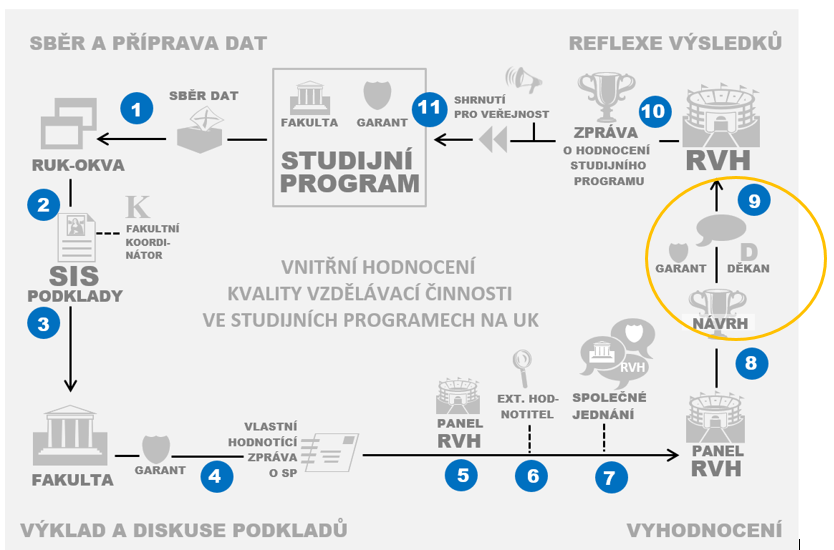 SBĚR A PŘÍPRAVA DAT
REFLEXE VÝSLEDKŮ
1
SBĚR DAT
RUK-OKVA
FAKULTA
GARANT
STUDIJNÍ
PROGRAM
11
SHRNUTÍ
PRO VEŘEJNOST
ZPRÁVA
O HODNOCENÍ
STUDIJNÍHO
PROGRAMU
10
RVH
2
K
FAKULTNÍ
KOORDI-
NÁTOR
SIS
PODKLADY
3
VNITŘNÍ HODNOCENÍ
KVALITY VZDĚLÁVACÍ ČINNOSTI
VE STUDIJNÍCH PROGRAMECH NA UK
9
GARANT
D
DĚKAN
NÁVRH
8
FAKULTA
GARANT
4
VLASTNÍ
HODNOTÍCÍ
ZPRÁVA
O SP
PANEL
RVH
5
EXT. HOD-
NOTITEL
6
RVH
SPOLEČNÉ
JEDNÁNÍ
7
PANEL
RVH
VÝKLAD A DISKUSE PODKLADŮ
VYHODNOCENÍ